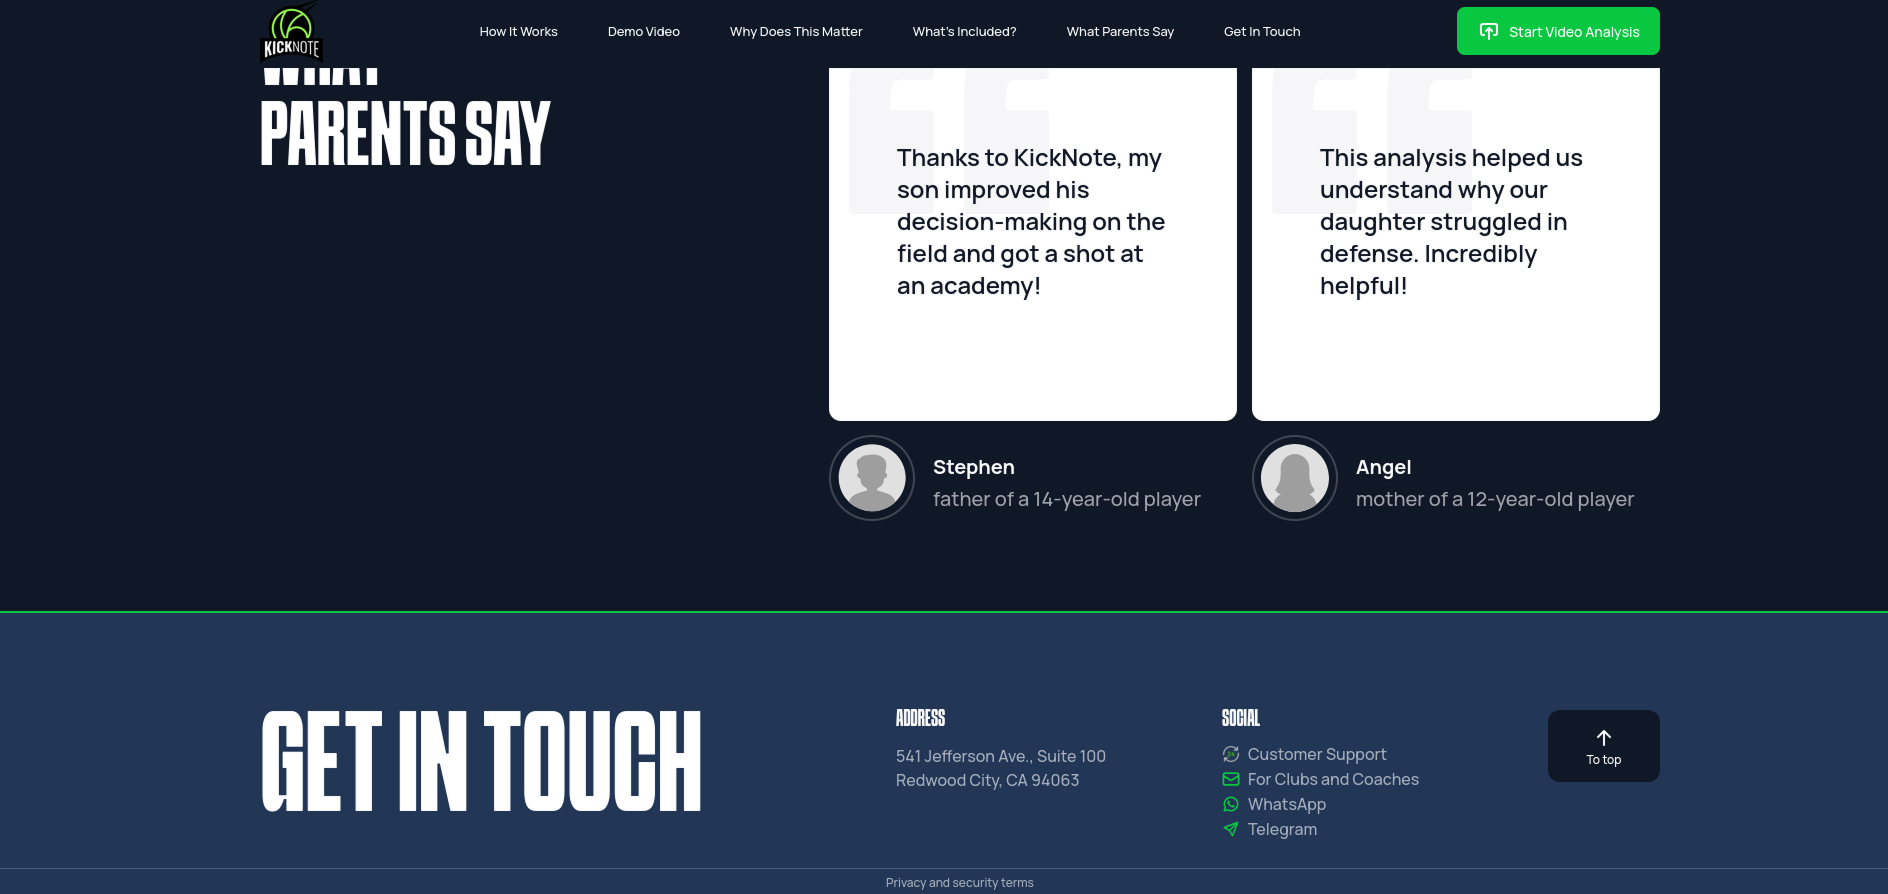 KICKNOTE
How It Works
Demo Video
Why Does This Matter
What's Included?
What Parents Say
Get In Touch
Start Video Analysis
WHAT
PARENTS SAY
Thanks to KickNote, my
son improved his
decision-making on the
field and got a shot at
an academy!
Stephen
father of a 14-year-old player
This analysis helped us
understand why our
daughter struggled in
defense. Incredibly
helpful!
Angel
mother of a 12-year-old player
GET IN TOUCH
ADDRESS
541 Jefferson Ave., Suite 100
Redwood City, CA 94063
SOCIAL
Customer Support
For Clubs and Coaches
WhatsApp
Telegram
To top
Privacy and security terms